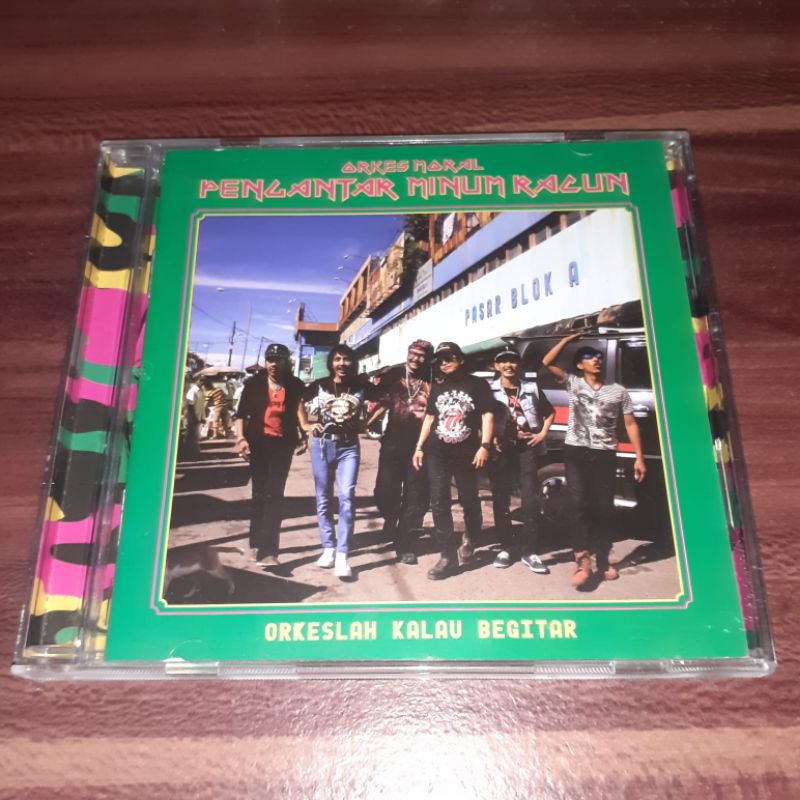 ORKES MORAL
PENGANTAR MINUM RACUN
PASAR BLOK A
ORKESLAH KALAU BEGITAR